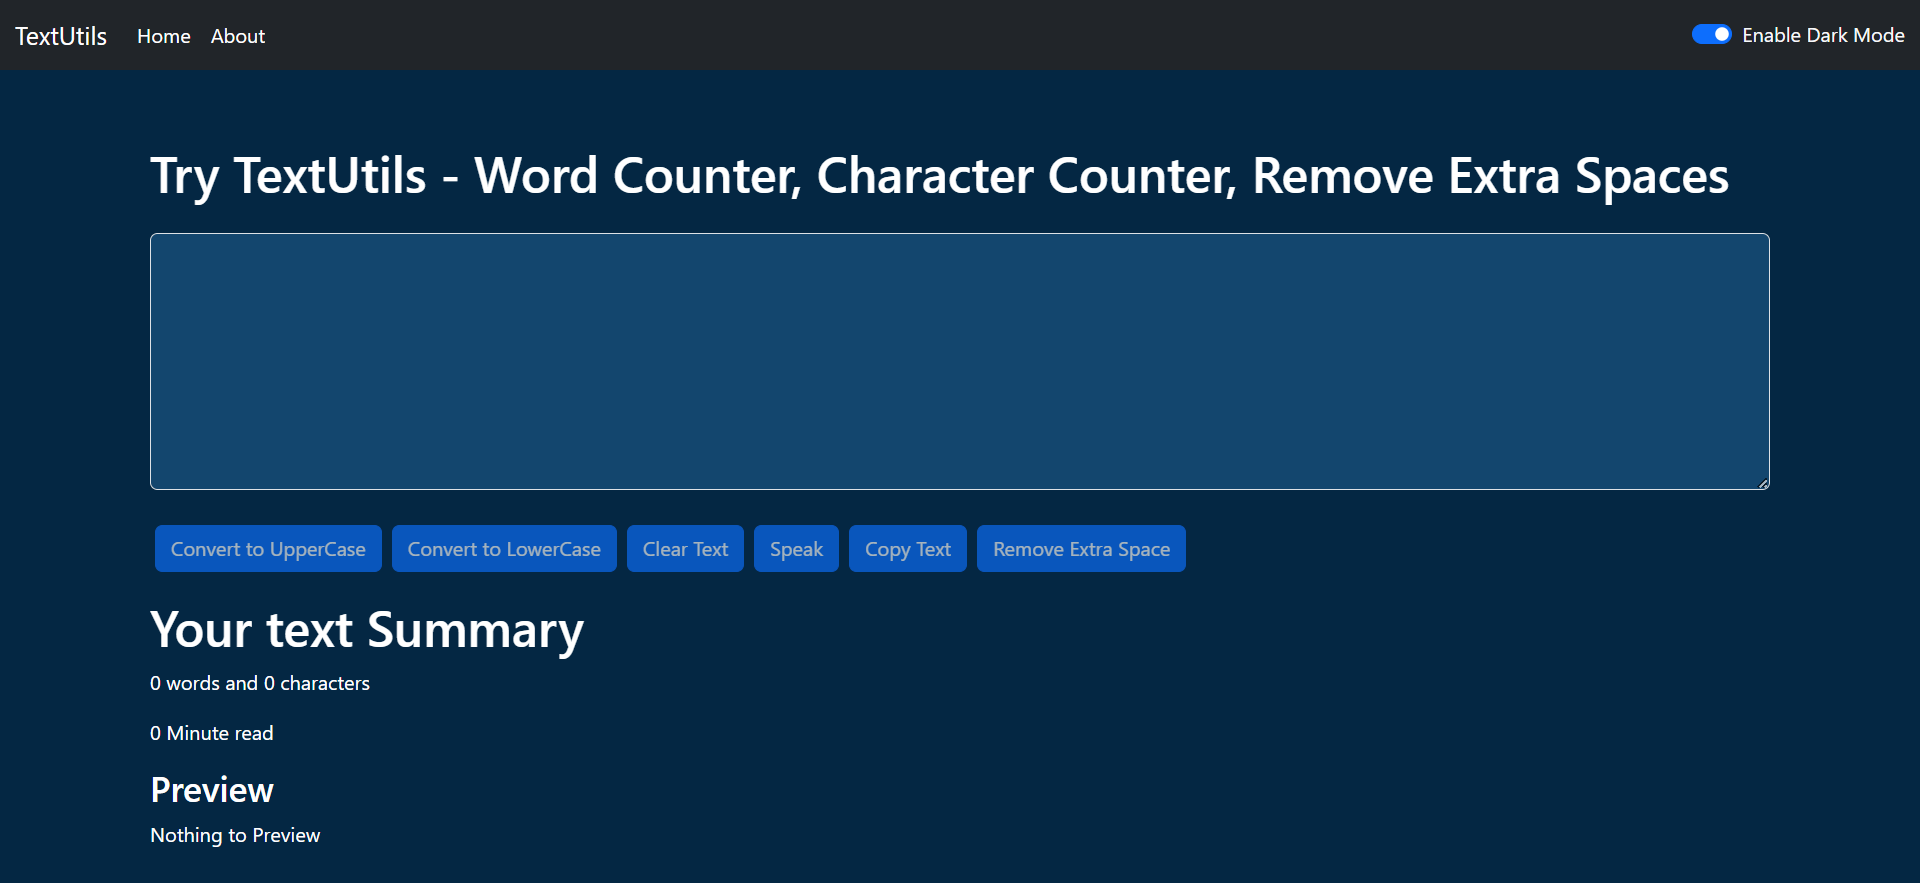 TextUtils Home About Enable Dark Mode
Try TextUtils - Word Counter, Character Counter, Remove Extra Spaces
Convert to UpperCase Convert to LowerCase Clear Text Speak Copy Text Remove Extra Space
Your text Summary
0 words and 0 characters
0 Minute read
Preview
Nothing to Preview